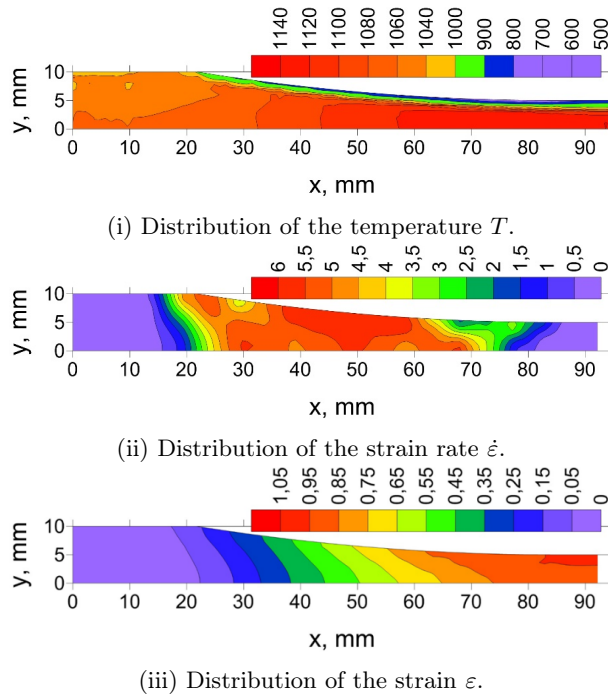 1140 1120 1100 1080 1060 1040 1000 900 800 700 600 500
10
5
0
y, mm
0 10 20 30 40 50 60 70 80 90
x, mm
(i) Distribution of the temperature T.
6 5,5 5 4,5 4 3,5 3 2,5 2 1,5 1 0,5 0
10
5
0
y, mm
0 10 20 30 40 50 60 70 80 90
x, mm
(ii) Distribution of the strain rate ε̇.
1,05 0,95 0,85 0,75 0,65 0,55 0,45 0,35 0,25 0,15 0,05 0
10
5
0
y, mm
0 10 20 30 40 50 60 70 80 90
x, mm
(iii) Distribution of the strain ε.